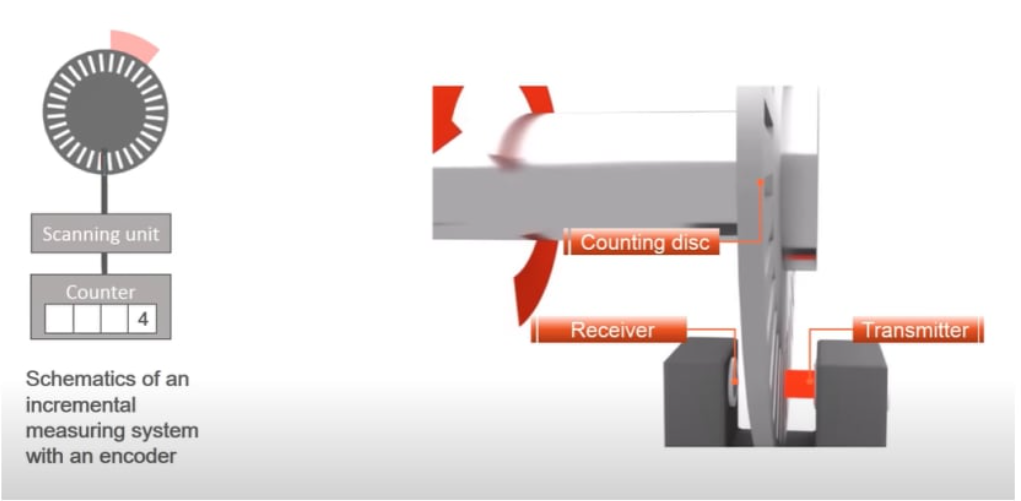 Scanning unit
Counter
4
Schematics of an
incremental
measuring system
with an encoder
Counting disc
Receiver
Transmitter